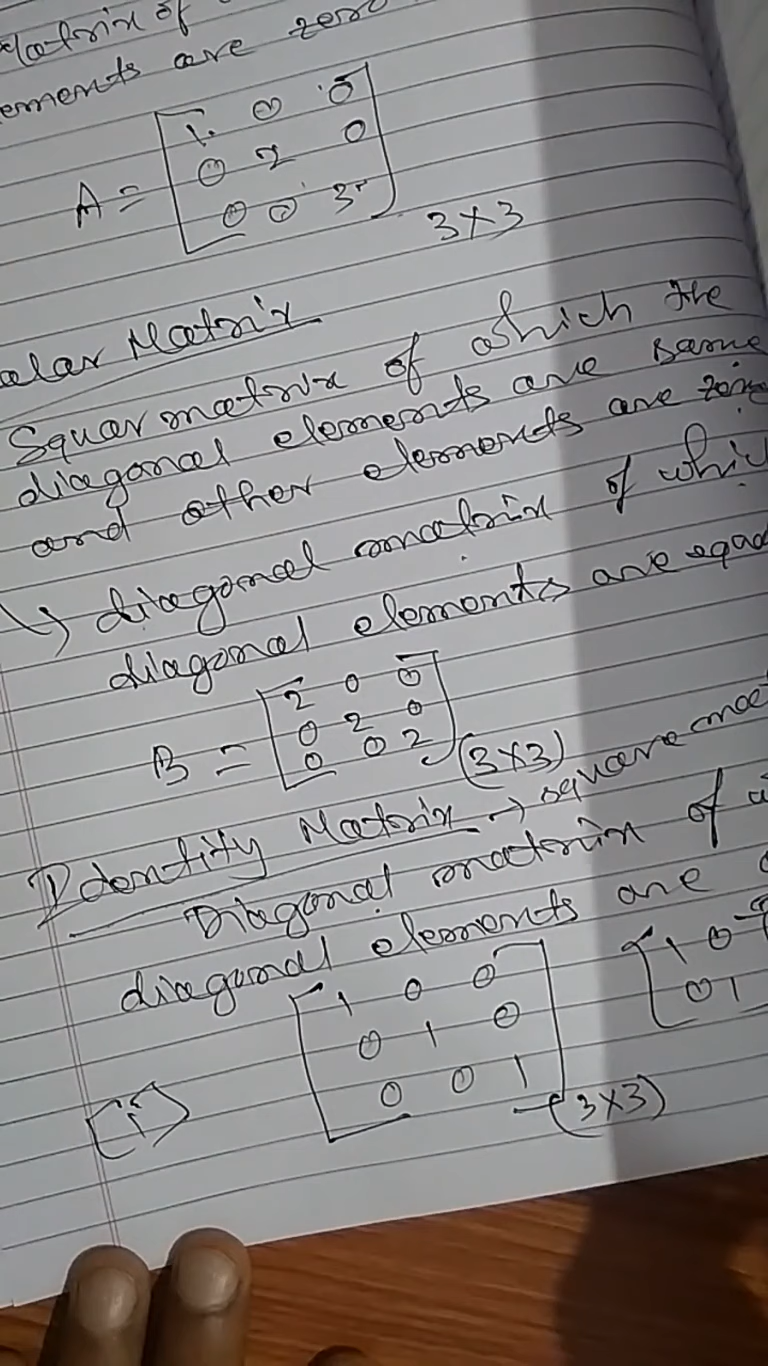 Matrix of
ements are zero
A = [1. 0 0
0 2 0
0 0 3] 3×3
alar Matrix
Squar matrix of which the
diagonal elements are same
and other elements are zero
↳ diagonal matrix of whic
diagonal elements are equa
B = [2 0 0
0 2 0
0 0 2] (3×3)
Identity Matrix → square mat
Diagonal matrix of w
diagonal elements are
[1 0 0 [1 0
0 1 0 0 1
[i] 0 0 1] (3×3)